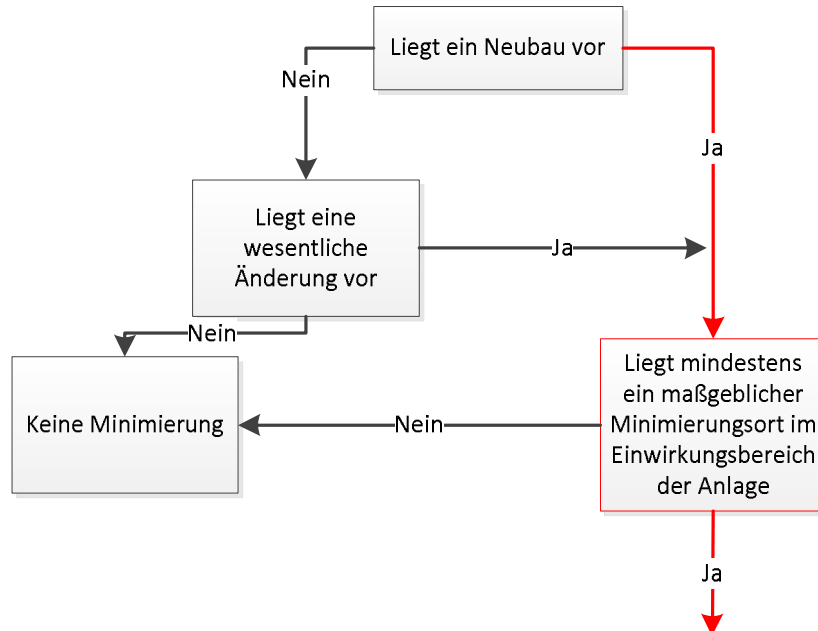 Liegt ein Neubau vor
Nein
Ja
Liegt eine
wesentliche
Änderung vor
Ja
Nein
Liegt mindestens
ein maßgeblicher
Minimierungsort im
Einwirkungsbereich
der Anlage
Keine Minimierung
Nein
Ja